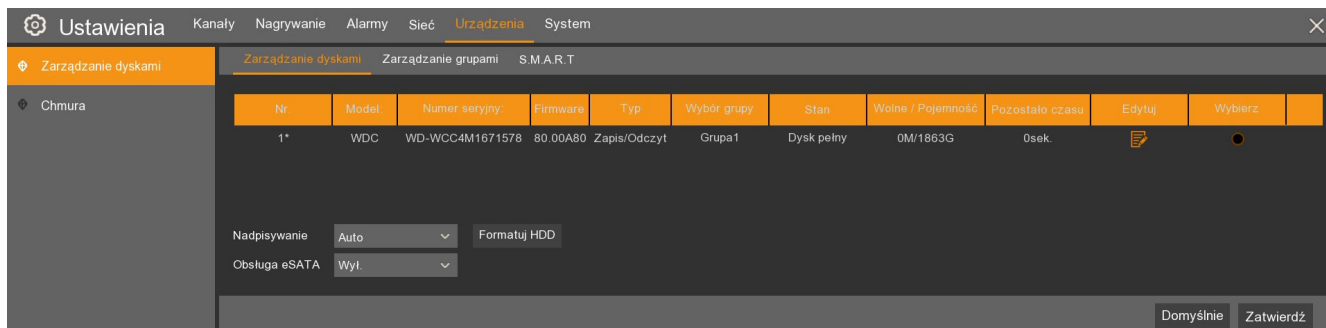 Ustawienia Kanały Nagrywanie Alarmy Sieć Urządzenia System
Zarządzanie dyskami Zarządzanie dyskami Zarządzanie grupami S.M.A.R.T
Chmura
Nr. Model: Numer seryjny: Firmware Typ Wybór grupy Stan Wolne / Pojemność Pozostało czasu Edytuj Wybierz
1* WDC WD-WCC4M1671578 80.00A80 Zapis/Odczyt Grupa1 Dysk pełny 0M/1863G 0sek.
Nadpisywanie Auto Formatuj HDD
Obsługa eSATA Wył.
Domyślnie Zatwierdź